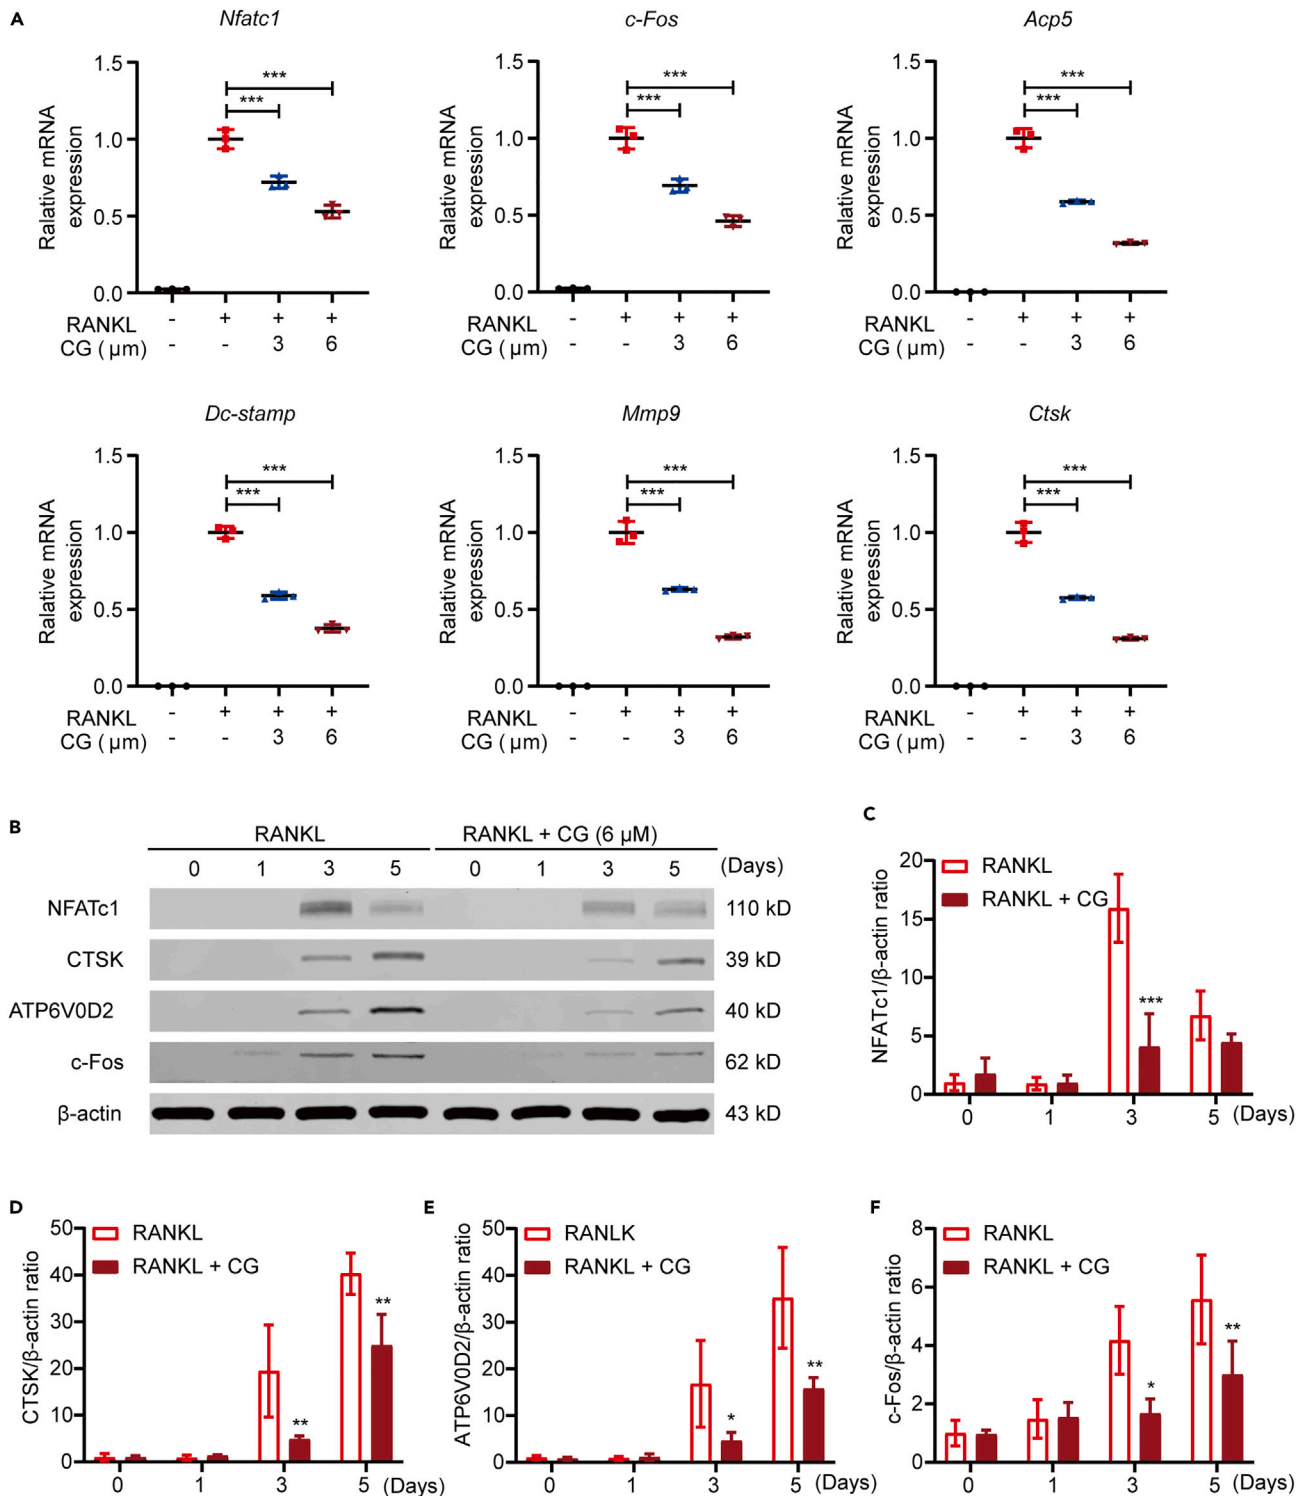 A
Nfatc1
c-Fos
Acp5
Ralative mRNA
expression
1.5
1.0
0.5
0.0
***
***
RANKL - + + +
CG ( μm) - - 3 6
Ralative mRNA
expression
1.5
1.0
0.5
0.0
***
***
RANKL - + + +
CG ( μm) - - 3 6
Ralative mRNA
expression
1.5
1.0
0.5
0.0
***
***
RANKL - + + +
CG ( μm) - - 3 6
Dc-stamp
Mmp9
Ctsk
Ralative mRNA
expression
1.5
1.0
0.5
0.0
***
***
RANKL - + + +
CG ( μm) - - 3 6
Ralative mRNA
expression
1.5
1.0
0.5
0.0
***
***
RANKL - + + +
CG ( μm) - - 3 6
Ralative mRNA
expression
1.5
1.0
0.5
0.0
***
***
RANKL - + + +
CG ( μm) - - 3 6
B
RANKL RANKL + CG (6 μM)
0 1 3 5 0 1 3 5 (Days)
NFATc1 110 kD
CTSK 39 kD
ATP6V0D2 40 kD
c-Fos 62 kD
β-actin 43 kD
C
NFATc1/β-actin ratio
20
15
10
5
0
RANKL
RANKL + CG
***
0 1 3 5 (Days)
D
CTSK/β-actin ratio
50
40
30
20
10
0
RANKL
RANKL + CG
**
**
0 1 3 5 (Days)
E
ATP6V0D2/β-actin ratio
50
40
30
20
10
0
RANLK
RANKL + CG
*
**
0 1 3 5 (Days)
F
c-Fos/β-actin ratio
8
6
4
2
0
RANKL
RANKL + CG
*
**
0 1 3 5 (Days)